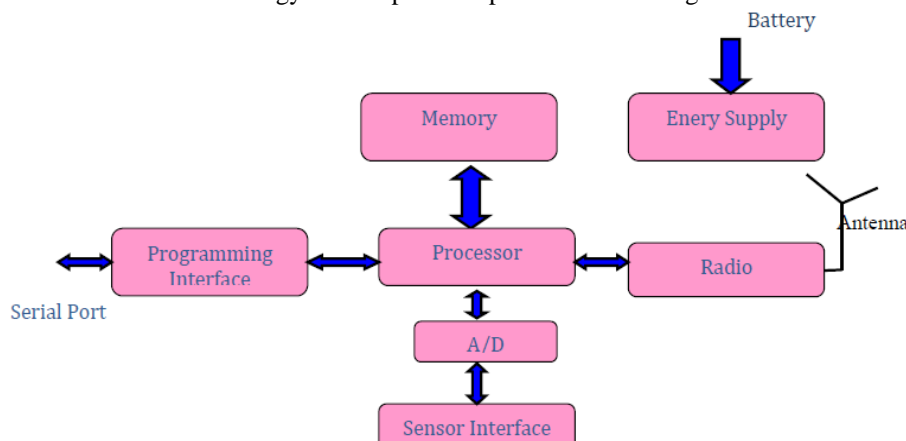 Battery
Memory
Enery Supply
Antenna
Programming
Interface
Processor
Radio
Serial Port
A/D
Sensor Interface